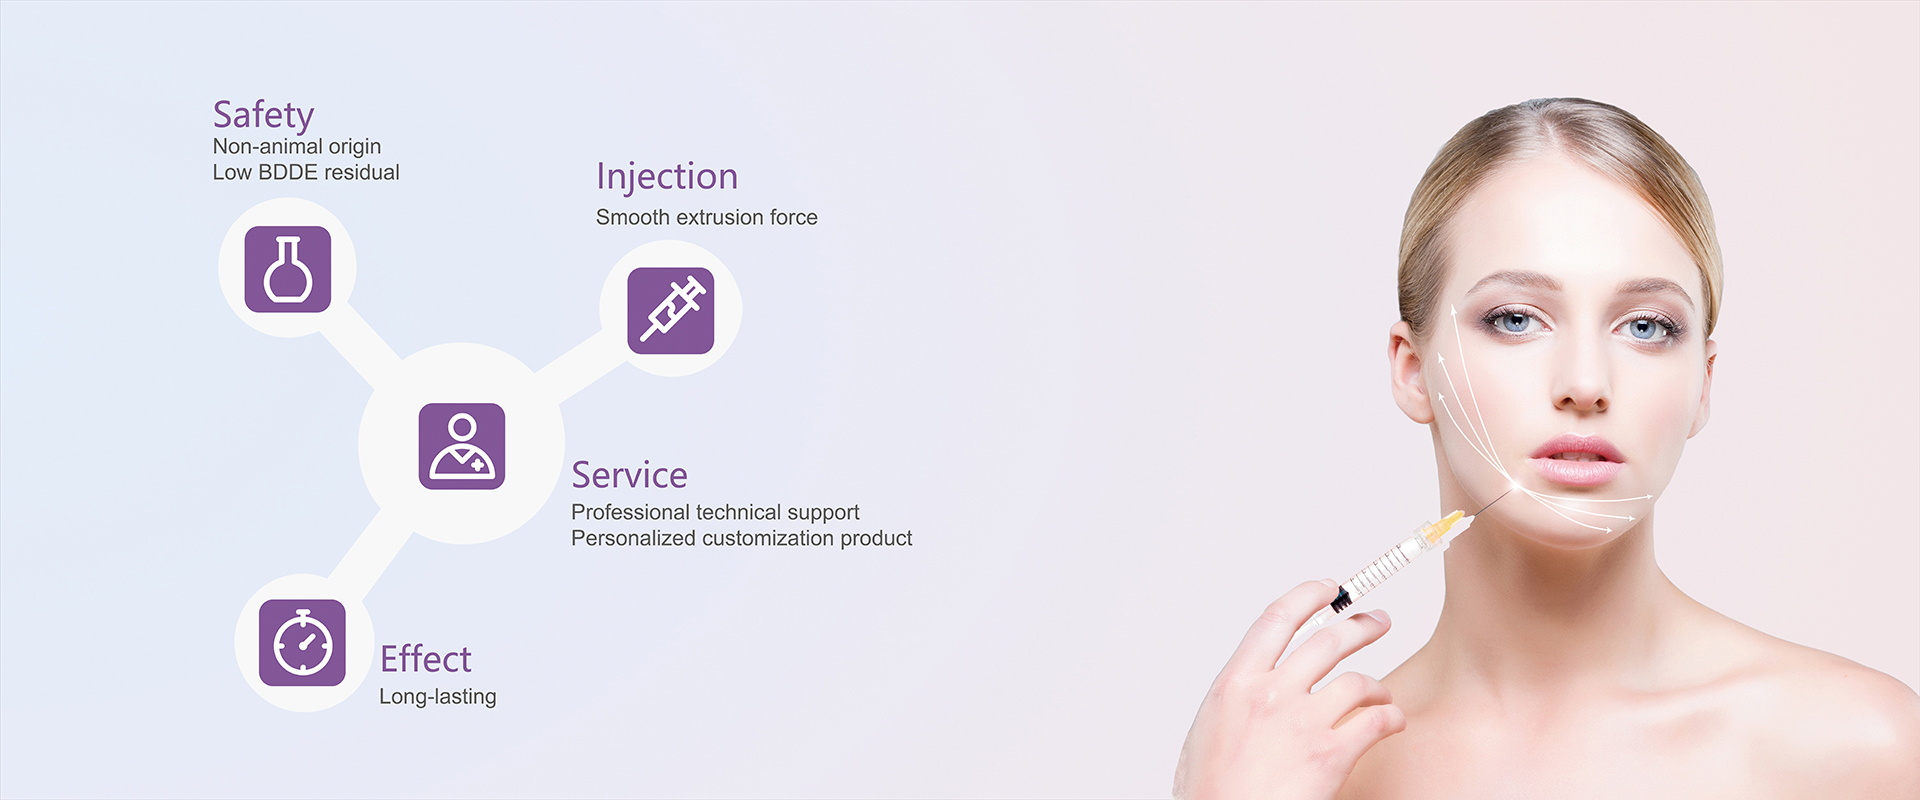 Safety
Non-animal origin
Low BDDE residual
Injection
Smooth extrusion force
Service
Professional technical support
Personalized customization product
Effect
Long-lasting